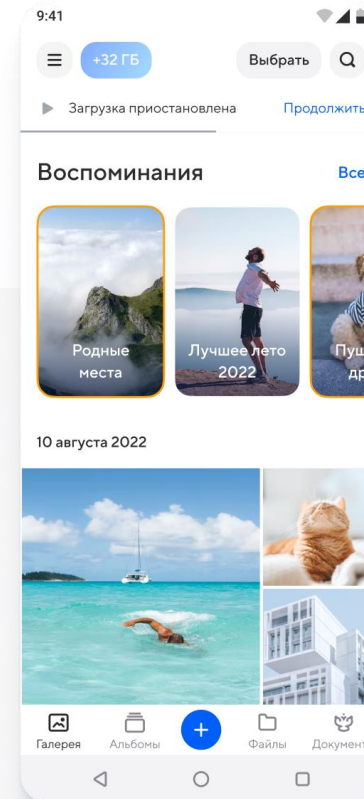 9:41
+32 ГБ
Выбрать
Загрузка приостановлена
Продолжить
Воспоминания
Все
Родные
места
Лучшее лето
2022
10 августа 2022
Галерея
Альбомы
Файлы